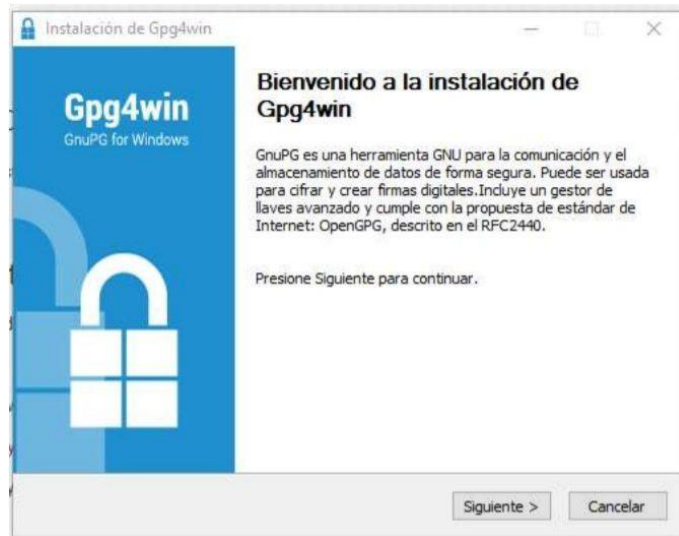 Instalación de Gpg4win
Gpg4win
GnuPG for Windows
Bienvenido a la instalación de
Gpg4win
GnuPG es una herramienta GNU para la comunicación y el
almacenamiento de datos de forma segura. Puede ser usada
para cifrar y crear firmas digitales.Incluye un gestor de
llaves avanzado y cumple con la propuesta de estándar de
Internet: OpenGPG, descrito en el RFC2440.
Presione Siguiente para continuar.
Siguiente >
Cancelar